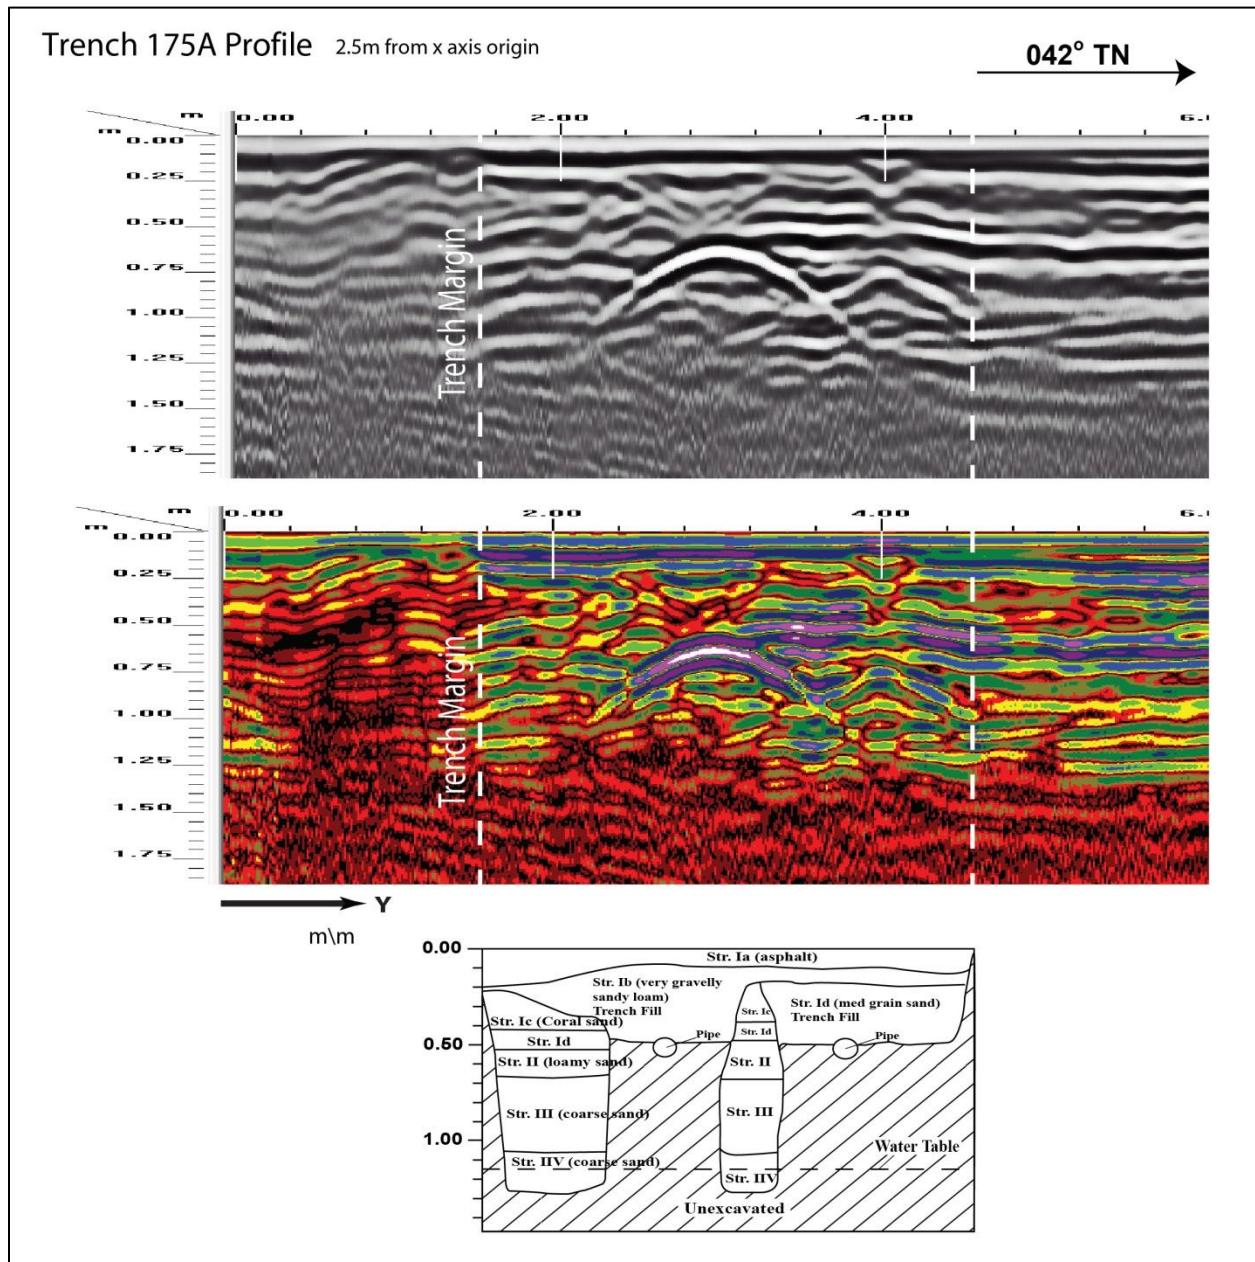 Trench 175A Profile 2.5m from x axis origin
042° TN
m 0.00 2.00 4.00 6.
m
0.00
0.25
0.50
0.75
1.00
1.25
1.50
1.75
Trench Margin
m 0.00 2.00 4.00 6.
m
0.00
0.25
0.50
0.75
1.00
1.25
1.50
1.75
Trench Margin
Y
m\m
0.00
Str. Ia (asphalt)
Str. Ib (very gravelly
sandy loam)
Trench Fill
Str. Id (med grain sand)
Trench Fill
Str. Ic
Str. Ic (Coral sand)
Str. Id
Pipe
Pipe
Str. Id
0.50
Str. II (loamy sand)
Str. II
Str. III (coarse sand)
Str. III
1.00
Water Table
Str. IIV (coarse sand)
Str. IIV
Unexcavated